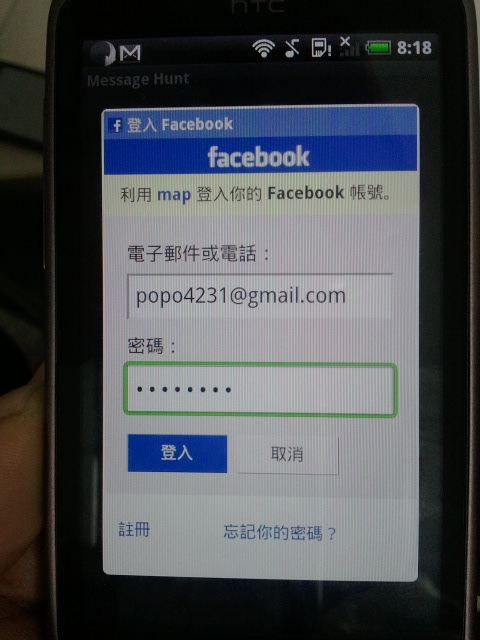 hTC
8:18
Message Hunt
登入 Facebook
facebook
利用 map 登入你的 Facebook 帳號。
電子郵件或電話：
popo4231@gmail.com
密碼：
••••••••
登入 取消
註冊 忘記你的密碼？